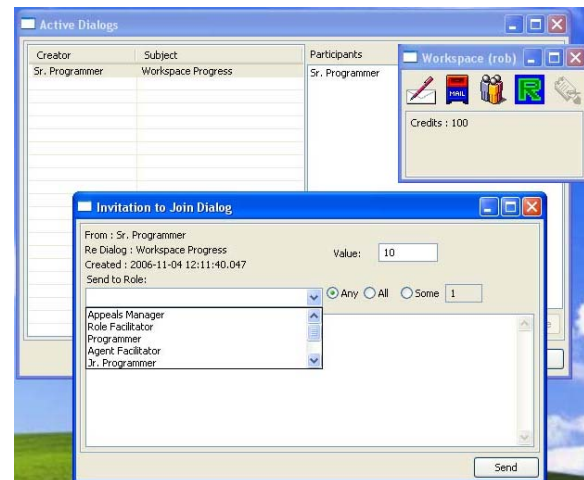 Active Dialogs
Creator Subject Participants
Sr. Programmer Workspace Progress Sr. Programmer
Workspace (rob)
MAIL
R
Credits : 100
Invitation to Join Dialog
From : Sr. Programmer
Re Dialog : Workspace Progress
Created : 2006-11-04 12:11:40.047
Value: 10
Send to Role:
Any All Some 1
Appeals Manager
Role Facilitator
Programmer
Agent Facilitator
Jr. Programmer
Send